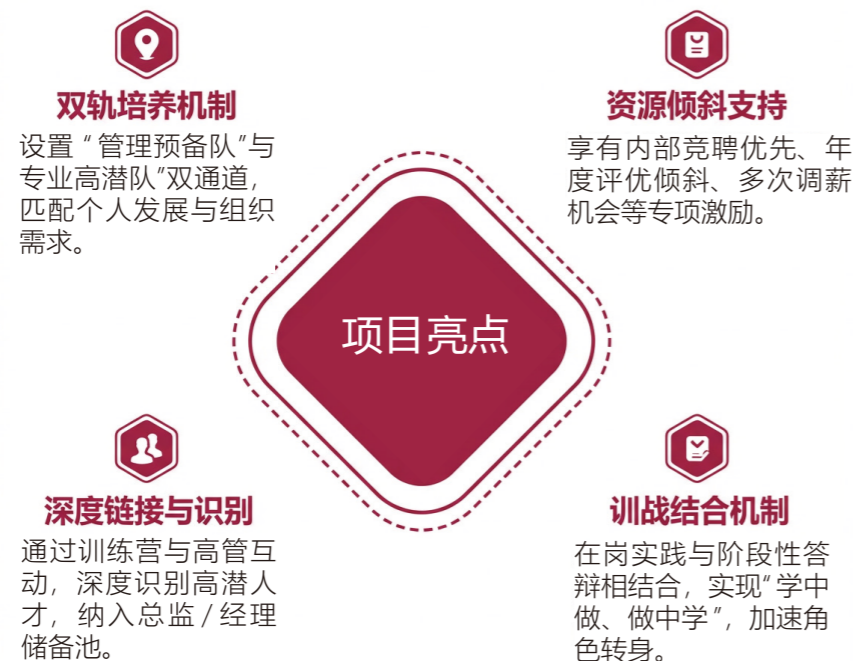 双轨培养机制
设置“管理预备队”与
专业高潜队”双通道，
匹配个人发展与组织
需求。
资源倾斜支持
享有内部竞聘优先、年
度评优倾斜、多次调薪
机会等专项激励。
项目亮点
深度链接与识别
通过训练营与高管互
动，深度识别高潜人
才，纳入总监/经理
储备池。
训战结合机制
在岗实践与阶段性答
辩相结合，实现“学中
做、做中学”，加速角
色转身。